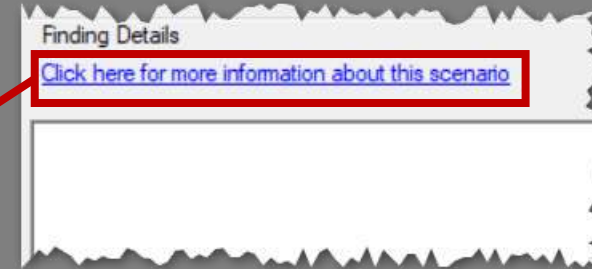 Finding Details
Click here for more information about this scenario